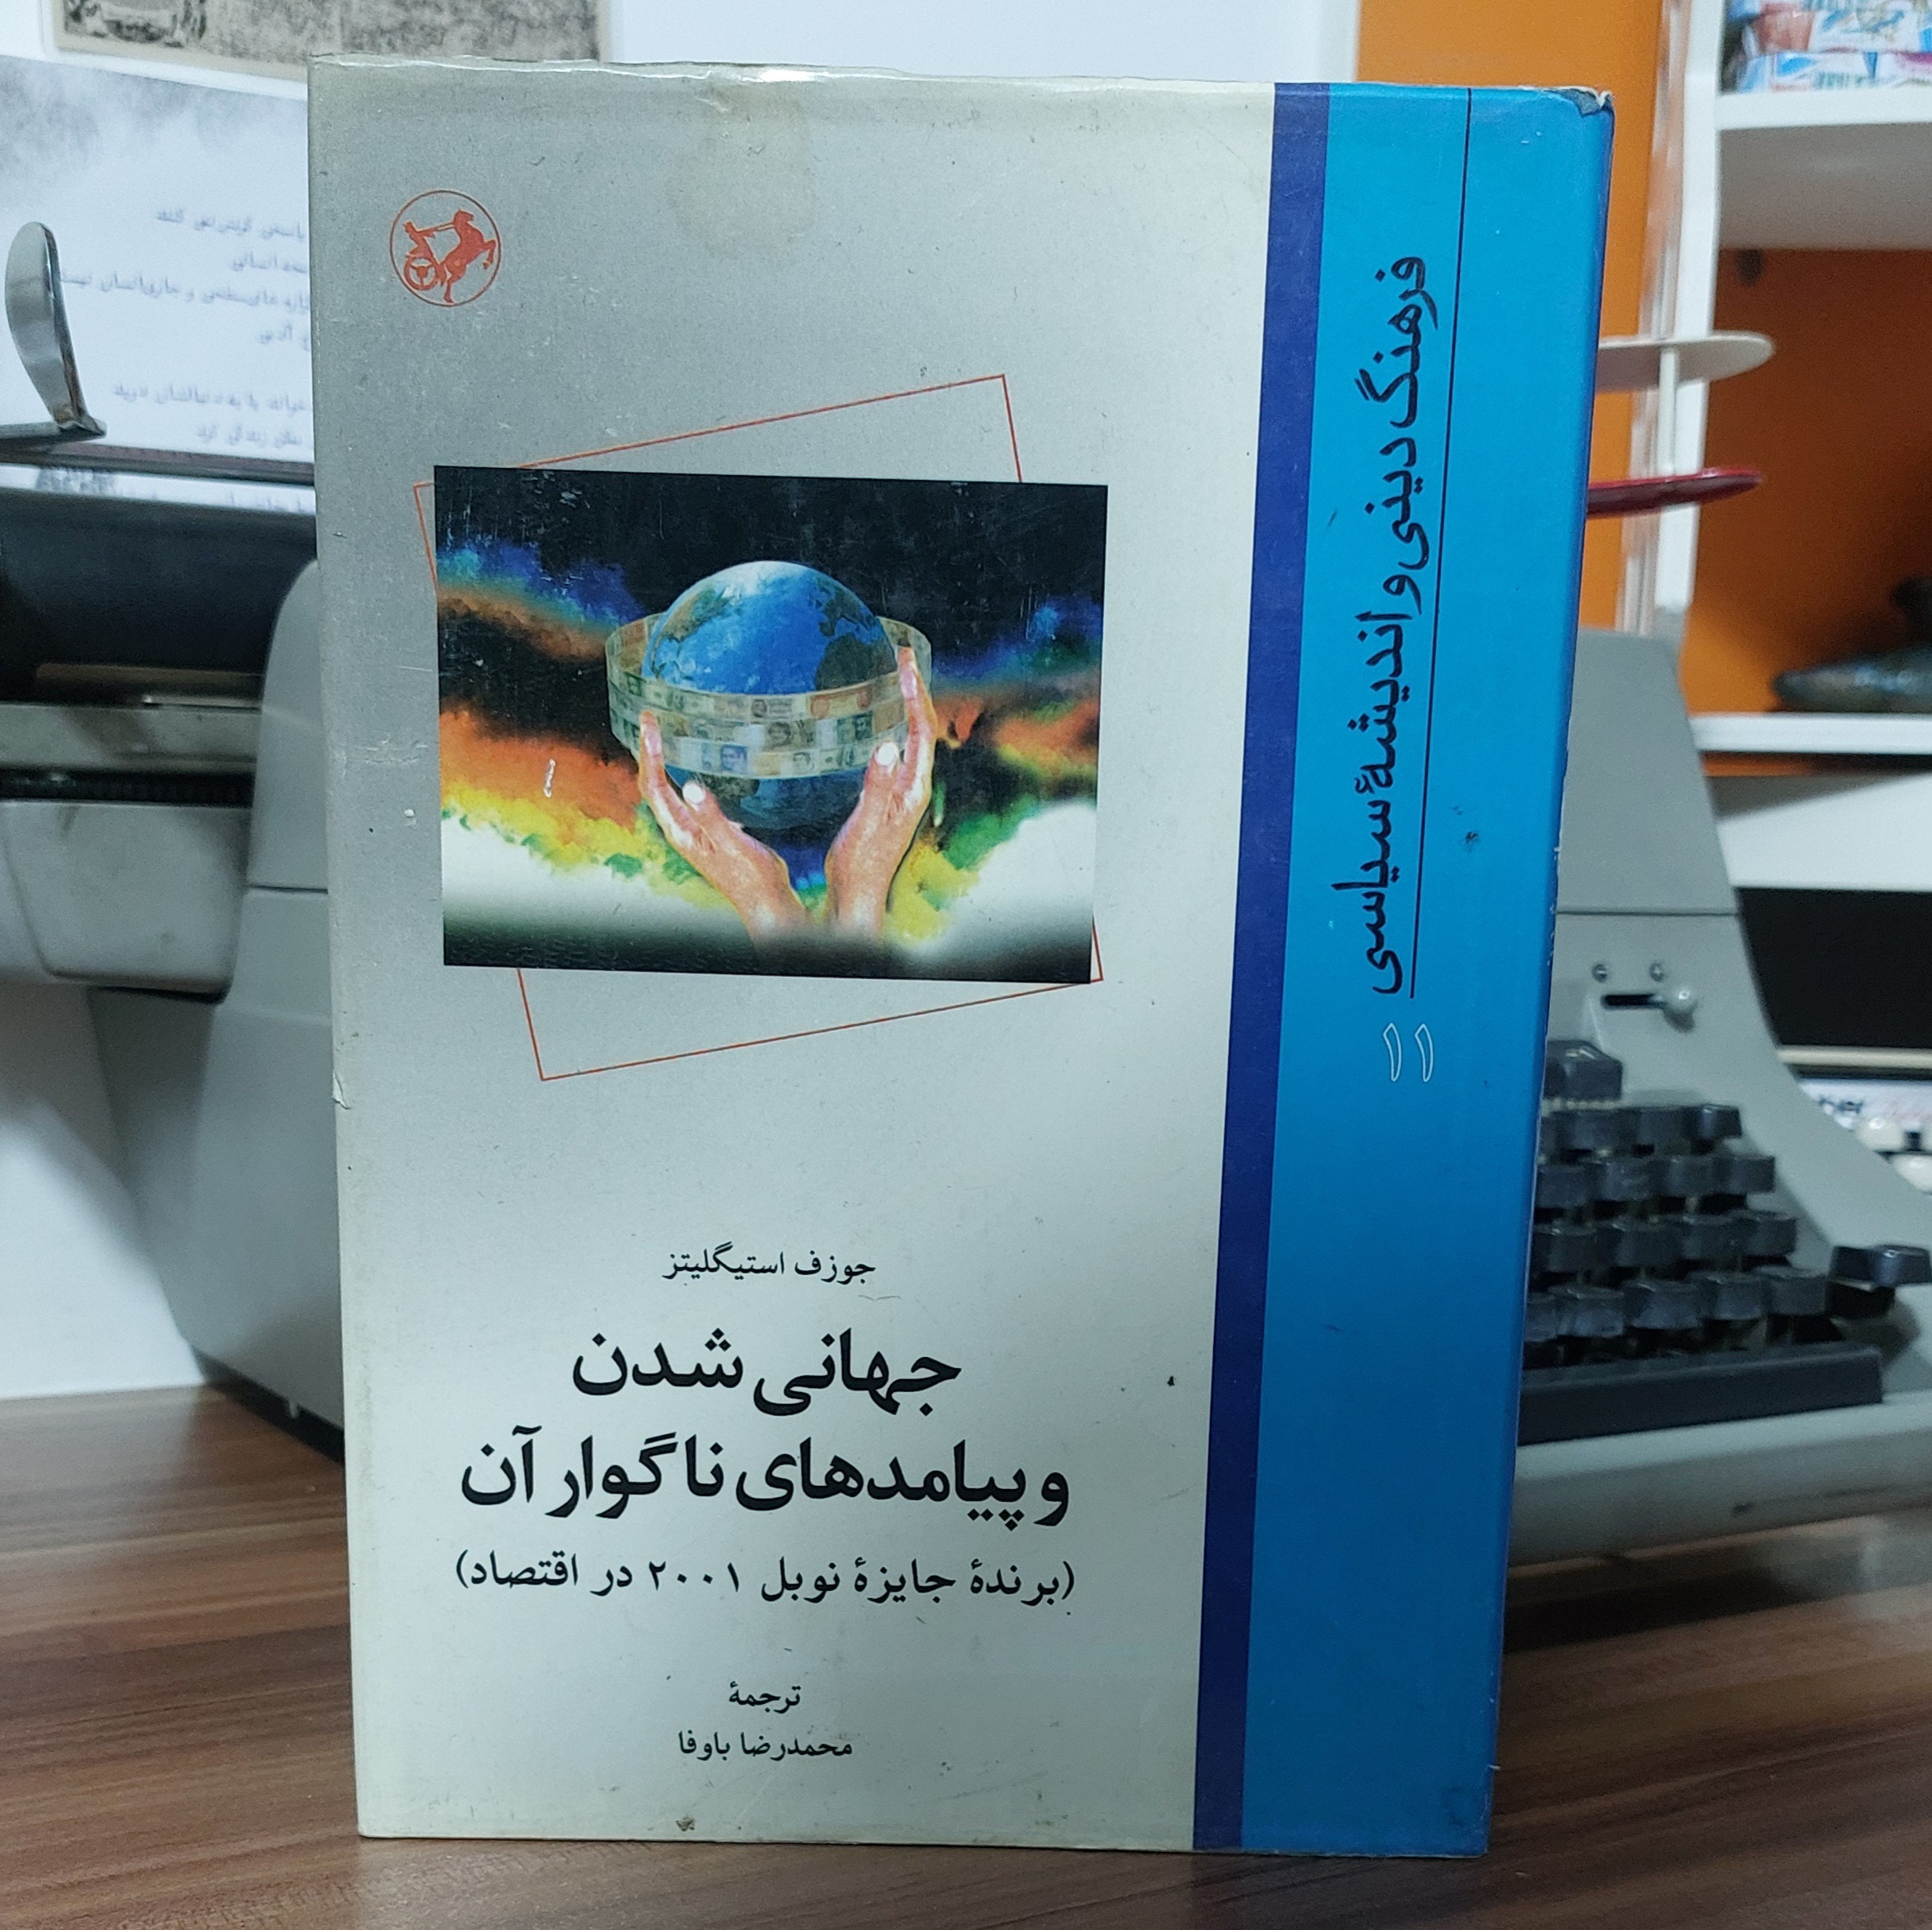 جوزف استیگلیتز
جهانی شدن
و پیامدهای ناگوار آن
(برندهٔ جایزهٔ نوبل ۲۰۰۱ در اقتصاد)
ترجمهٔ
محمدرضا باوفا
فرهنگ دینی و اندیشهٔ سیاسی